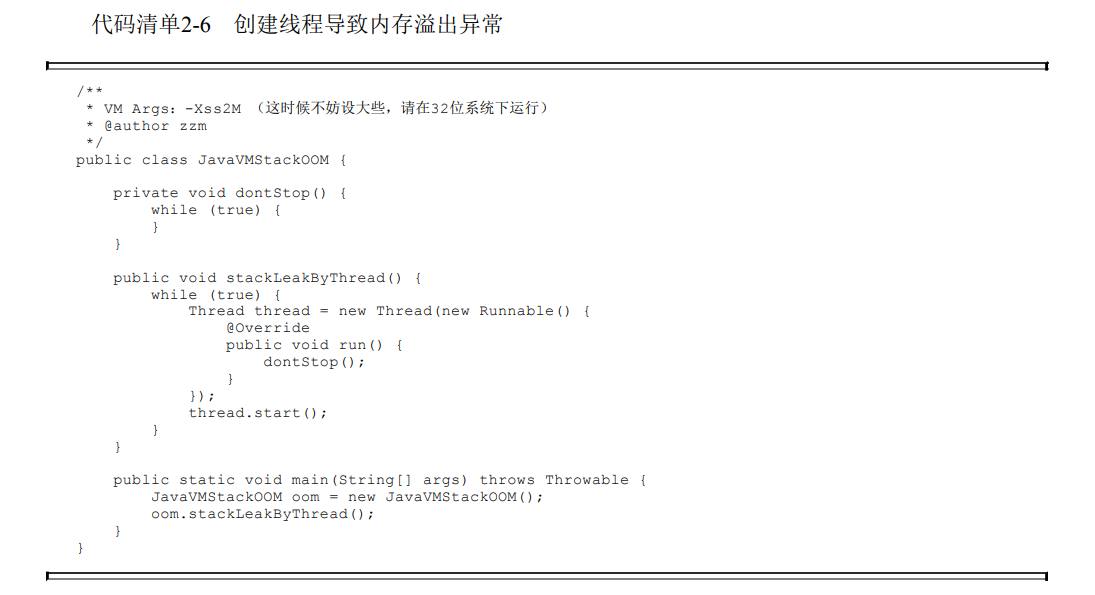 代码清单2-6　创建线程导致内存溢出异常
/**
 * VM Args：-Xss2M （这时候不妨设大些，请在32位系统下运行）
 * @author zzm
 */
public class JavaVMStackOOM {
    private void dontStop() {
        while (true) {
        }
    }
    public void stackLeakByThread() {
        while (true) {
            Thread thread = new Thread(new Runnable() {
                @Override
                public void run() {
                    dontStop();
                }
            });
            thread.start();
        }
    }
    public static void main(String[] args) throws Throwable {
        JavaVMStackOOM oom = new JavaVMStackOOM();
        oom.stackLeakByThread();
    }
}